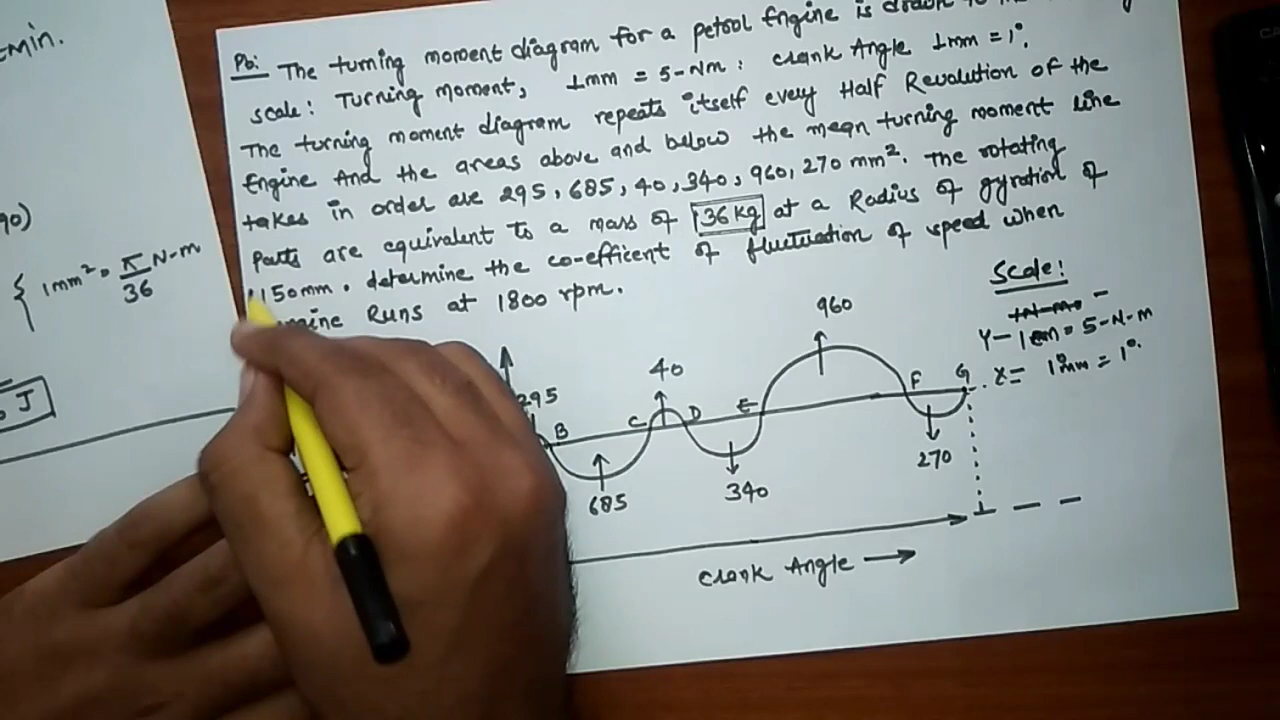 -min.
90)
{ 1mm² = π/36 N-m
J
Pb: The turning moment diagram for a petrol Engine is drawn to
scale: Turning moment, 1mm = 5-Nm: crank Angle 1mm = 1°.
The turning moment diagram repeats itself every Half Revolution of the
Engine And the areas above and below the mean turning moment line
takes in order are 295, 685, 40, 340, 960, 270 mm². The rotating
Parts are equivalent to a mass of 36 Kg at a Radius of gyration of
150mm. determine the co-efficent of fluctuation of speed when
Runs at 1800 rpm.
Scale:
Y- 1mm = 5-N-m
X= 1mm = 1°.
960
40
295
B
C
D
E
F
G
685
340
270
Crank Angle